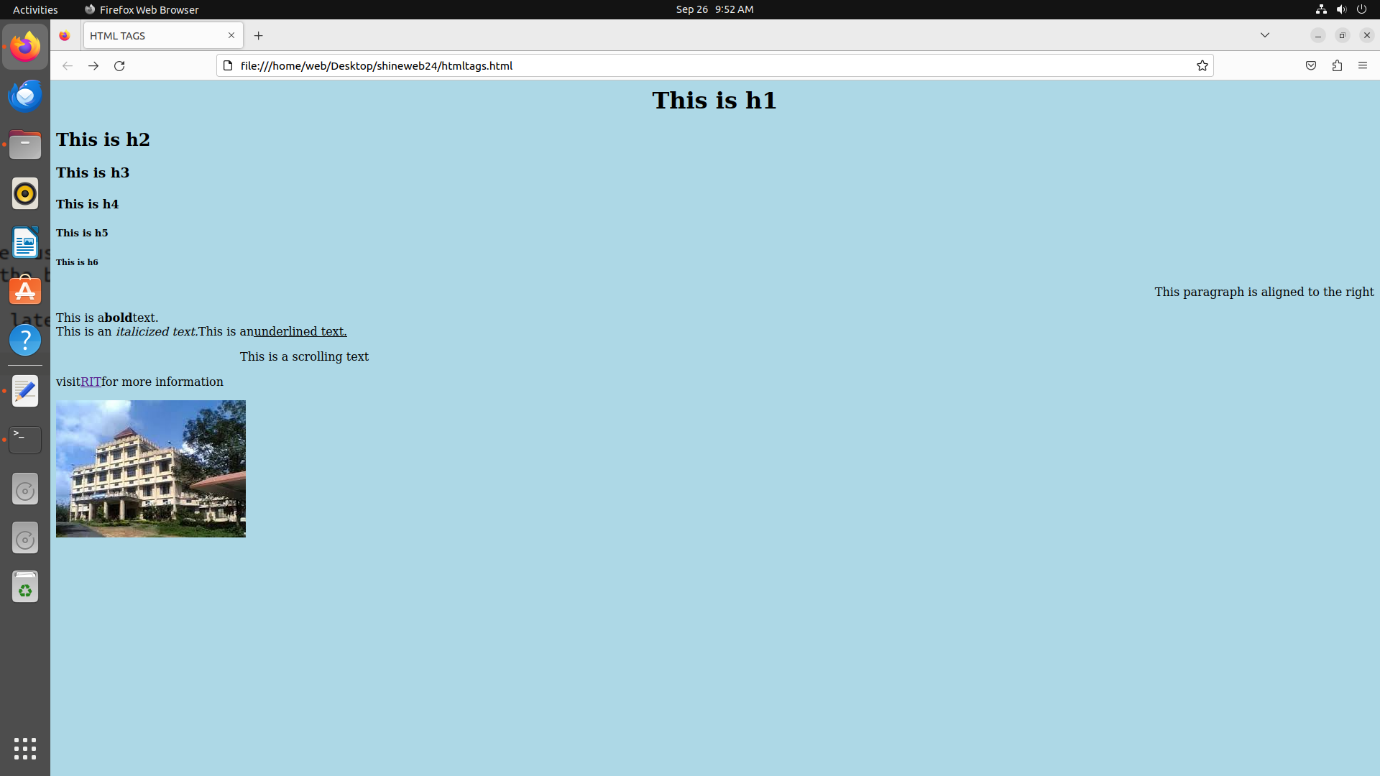 Activities Firefox Web Browser Sep 26 9:52 AM
HTML TAGS
file:///home/web/Desktop/shineweb24/htmltags.html
This is h1
This is h2
This is h3
This is h4
This is h5
This is h6
This paragraph is aligned to the right
This is aboldtext.
This is an italicized text.This is anunderlined text.
This is a scrolling text
visitRITfor more information
the b
late